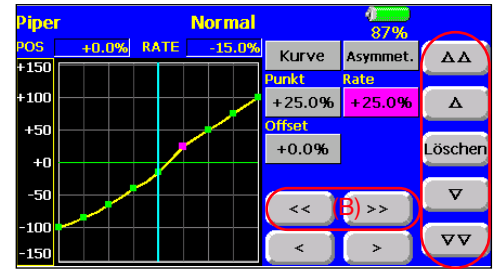 Piper Normal 87%
POS +0.0% RATE -15.0%
Kurve Asymmet. △△
Punkt Rate
+25.0% +25.0% △
Offset
+0.0% Löschen
<< B) >> ▽
< > ▽▽
+150
+100
+50
+0
-50
-100
-150